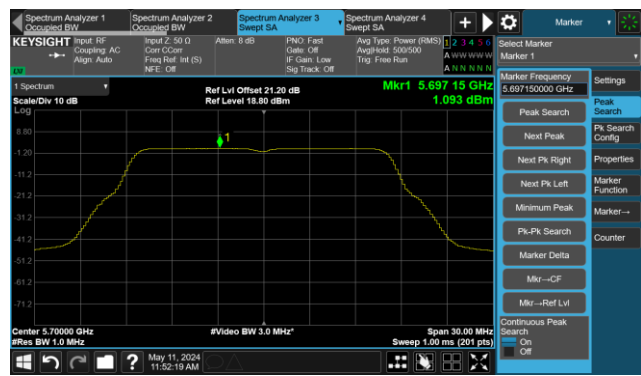 Spectrum Analyzer 1
Occupied BW
Spectrum Analyzer 2
Occupied BW
Spectrum Analyzer 3
Swept SA
Spectrum Analyzer 4
Swept SA
+
Marker
KEYSIGHT
Input: RF
Coupling: AC
Align: Auto
Input Z: 50 Ω
Corr CCorr
Freq Ref: Int (S)
NFE: Off
Atten: 8 dB
PNO: Fast
Gate: Off
IF Gain: Low
Sig Track: Off
Avg Type: Power (RMS)
Avg|Hold: 500/500
Trig: Free Run
1 2 3 4 5 6
A W W W W W
A N N N N N
Select Marker
Marker 1
1 Spectrum
Scale/Div 10 dB
Log
Ref Lvl Offset 21.20 dB
Ref Level 18.80 dBm
Mkr1 5.697 15 GHz
1.093 dBm
8.80
-1.20
-11.2
-21.2
-31.2
-41.2
-51.2
-61.2
-71.2
1
Center 5.70000 GHz
#Res BW 1.0 MHz
#Video BW 3.0 MHz*
Span 30.00 MHz
Sweep 1.00 ms (201 pts)
Marker Frequency
5.697150000 GHz
Peak Search
Next Peak
Next Pk Right
Next Pk Left
Minimum Peak
Pk-Pk Search
Marker Delta
Mkr→CF
Mkr→Ref Lvl
Continuous Peak
Search
On
Off
Settings
Peak
Search
Pk Search
Config
Properties
Marker
Function
Marker→
Counter
?
May 11, 2024
11:52:19 AM